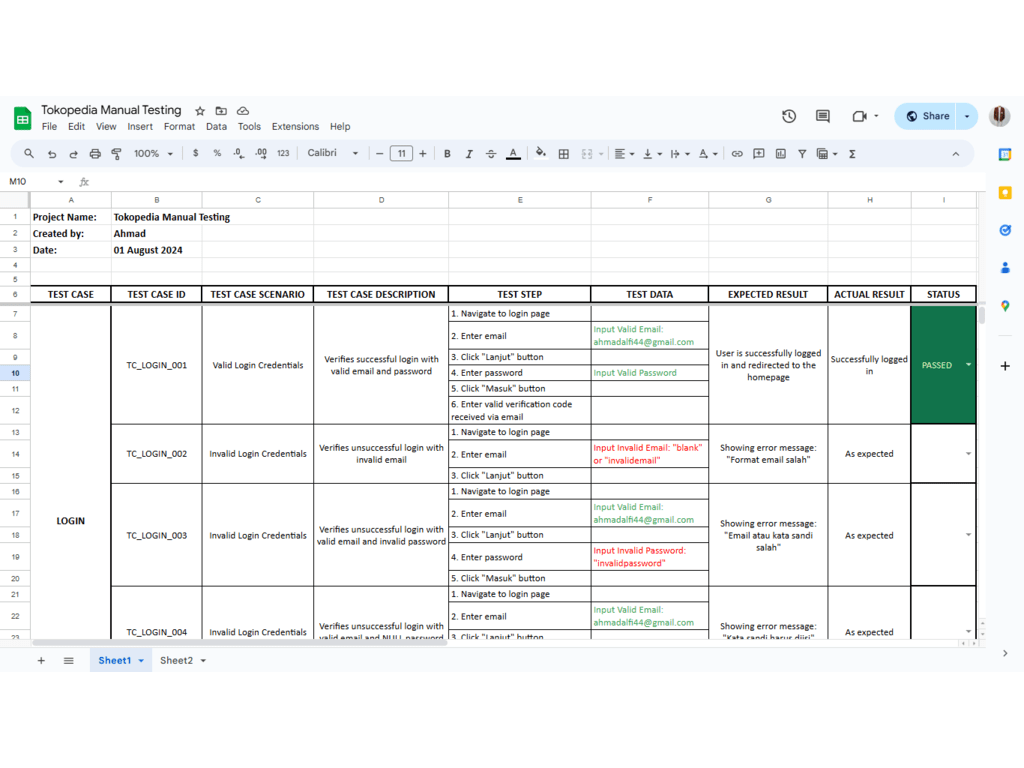 Tokopedia Manual Testing
File Edit View Insert Format Data Tools Extensions Help
Share
100% $ % .0 .00 123 Calibri 11 B I A Σ
M10 fx
A B C D E F G H I
1 Project Name: Tokopedia Manual Testing
2 Created by: Ahmad
3 Date: 01 August 2024
4
5
6 TEST CASE TEST CASE ID TEST CASE SCENARIO TEST CASE DESCRIPTION TEST STEP TEST DATA EXPECTED RESULT ACTUAL RESULT STATUS
LOGIN
TC_LOGIN_001
Valid Login Credentials
Verifies successful login with
valid email and password
7 1. Navigate to login page
8 2. Enter email
Input Valid Email:
ahmadalfi44@gmail.com
9 3. Click "Lanjut" button
10 4. Enter password
Input Valid Password
11 5. Click "Masuk" button
12 6. Enter valid verification code
received via email
User is successfully logged
in and redirected to the
homepage
Successfully logged
in
PASSED
TC_LOGIN_002
Invalid Login Credentials
Verifies unsuccessful login with
invalid email
13 1. Navigate to login page
14 2. Enter email
Input Invalid Email: "blank"
or "invalidemail"
15 3. Click "Lanjut" button
Showing error message:
"Format email salah"
As expected
TC_LOGIN_003
Invalid Login Credentials
Verifies unsuccessful login with
valid email and invalid password
16 1. Navigate to login page
17 2. Enter email
Input Valid Email:
ahmadalfi44@gmail.com
18 3. Click "Lanjut" button
19 4. Enter password
Input Invalid Password:
"invalidpassword"
20 5. Click "Masuk" button
Showing error message:
"Email atau kata sandi
salah"
As expected
TC_LOGIN_004
Invalid Login Credentials
Verifies unsuccessful login with
valid email and NULL password
21 1. Navigate to login page
22 2. Enter email
Input Valid Email:
ahmadalfi44@gmail.com
23 3. Click "Lanjut" button
Showing error message:
"Kata sandi harus diisi"
As expected
Sheet1 Sheet2